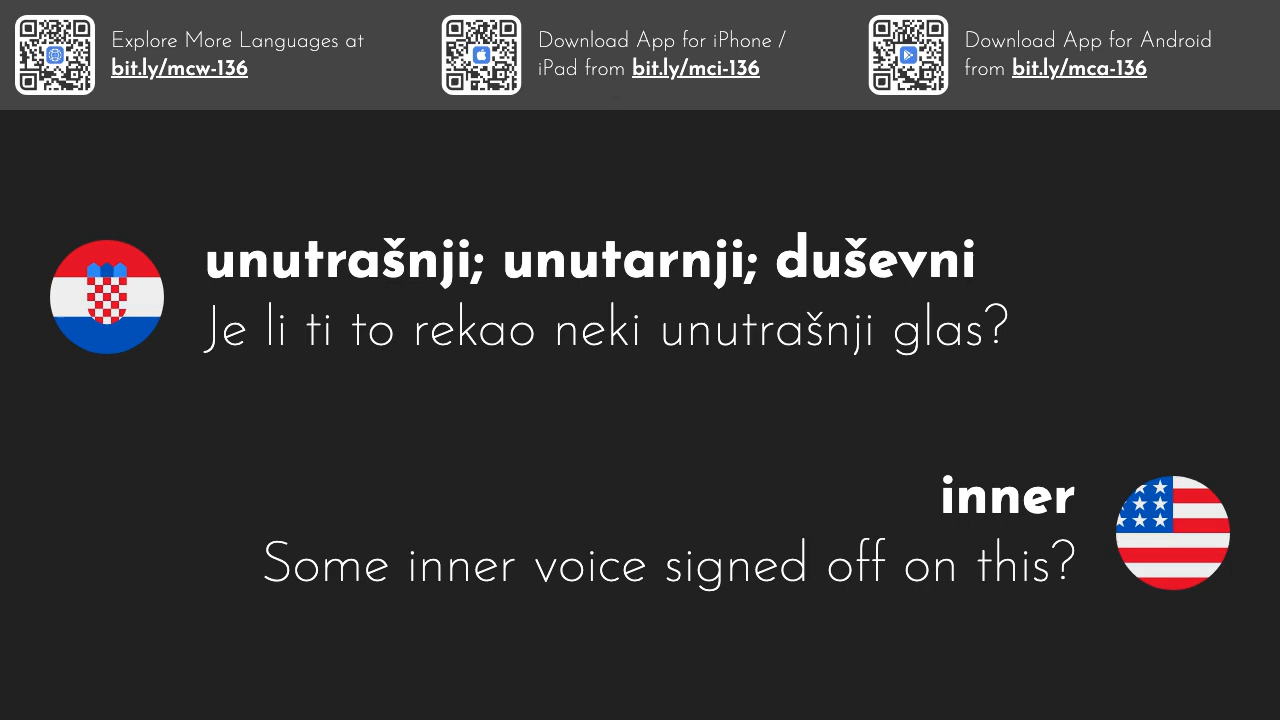 Explore More Languages at
bit.ly/mcw-136
Download App for iPhone /
iPad from bit.ly/mci-136
Download App for Android
from bit.ly/mca-136
unutrašnji; unutarnji; duševni
Je li ti to rekao neki unutrašnji glas?
inner
Some inner voice signed off on this?